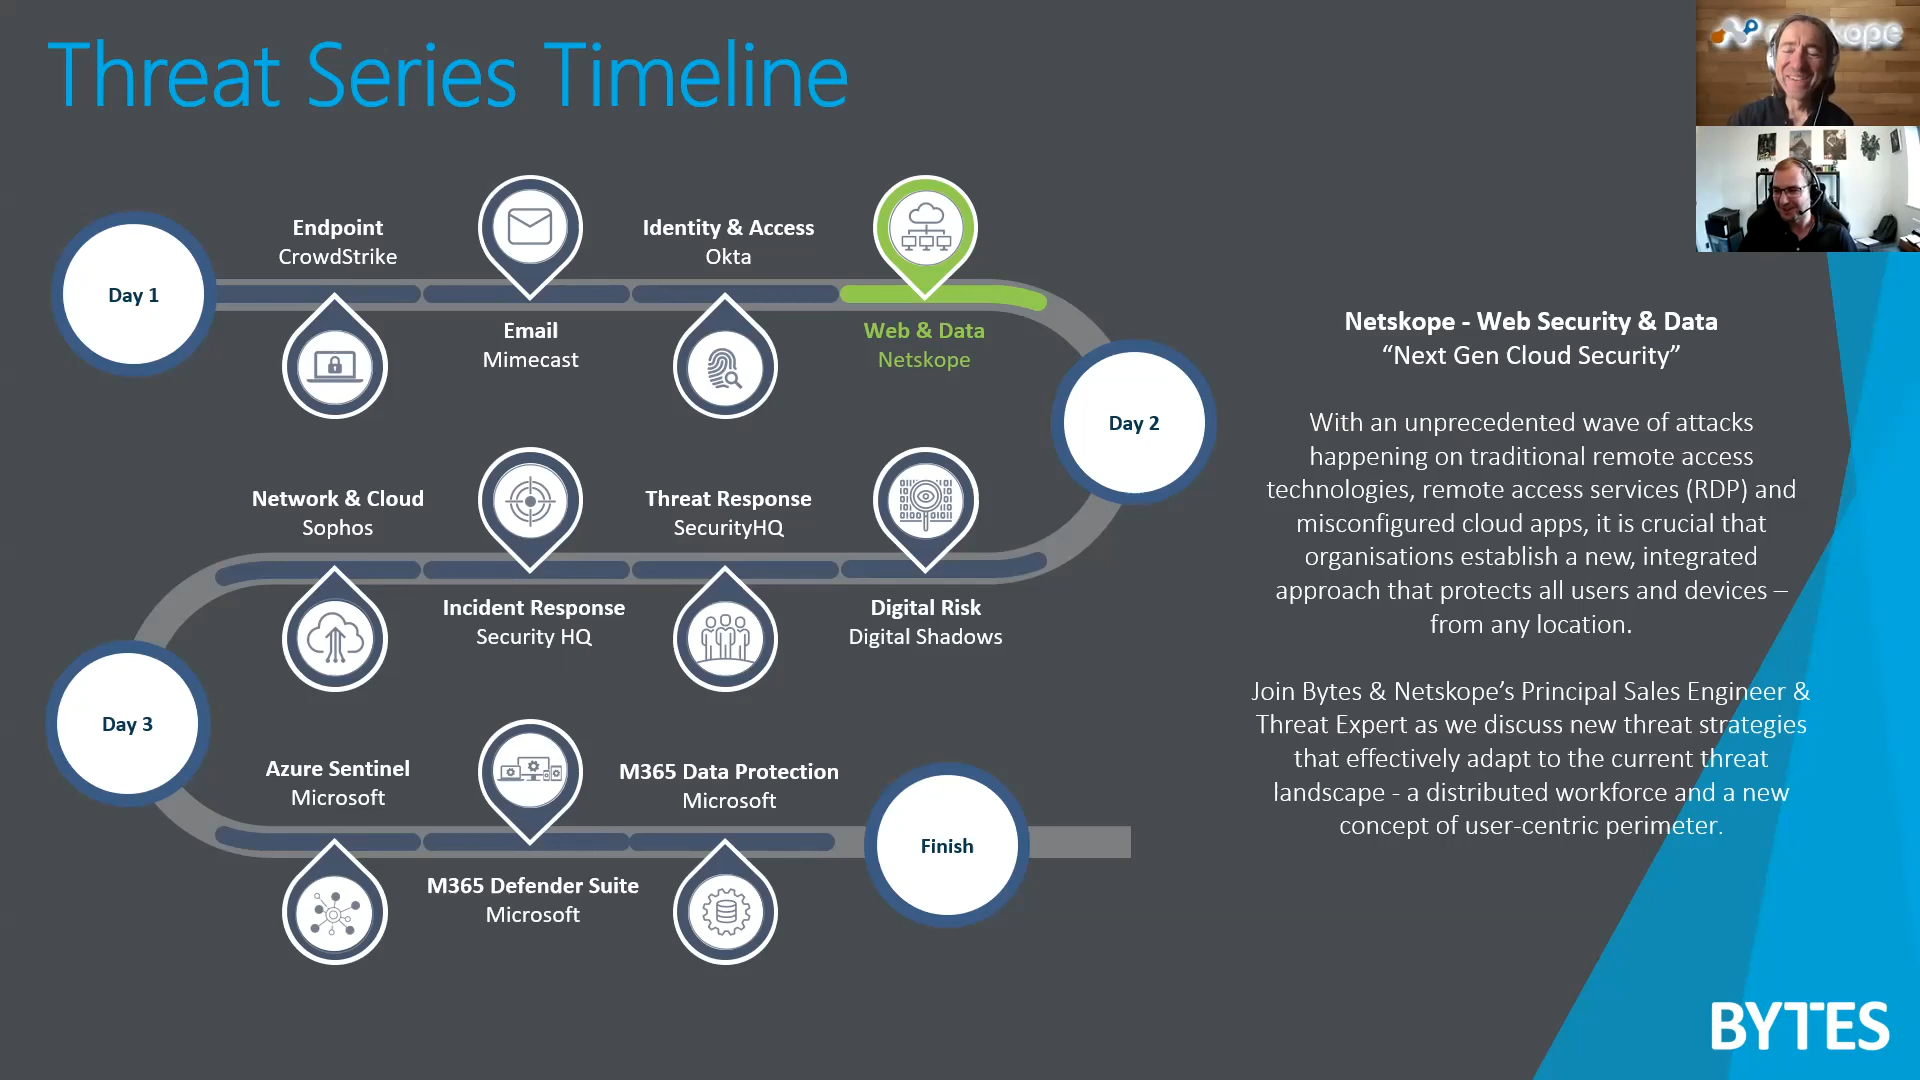 Threat Series Timeline
Day 1
Endpoint
CrowdStrike
Email
Mimecast
Identity & Access
Okta
Web & Data
Netskope
Day 2
Network & Cloud
Sophos
Incident Response
Security HQ
Threat Response
SecurityHQ
Digital Risk
Digital Shadows
Day 3
Azure Sentinel
Microsoft
M365 Defender Suite
Microsoft
M365 Data Protection
Microsoft
Finish
Netskope - Web Security & Data
“Next Gen Cloud Security”
With an unprecedented wave of attacks
happening on traditional remote access
technologies, remote access services (RDP) and
misconfigured cloud apps, it is crucial that
organisations establish a new, integrated
approach that protects all users and devices –
from any location.
Join Bytes & Netskope’s Principal Sales Engineer &
Threat Expert as we discuss new threat strategies
that effectively adapt to the current threat
landscape - a distributed workforce and a new
concept of user-centric perimeter.
BYTES